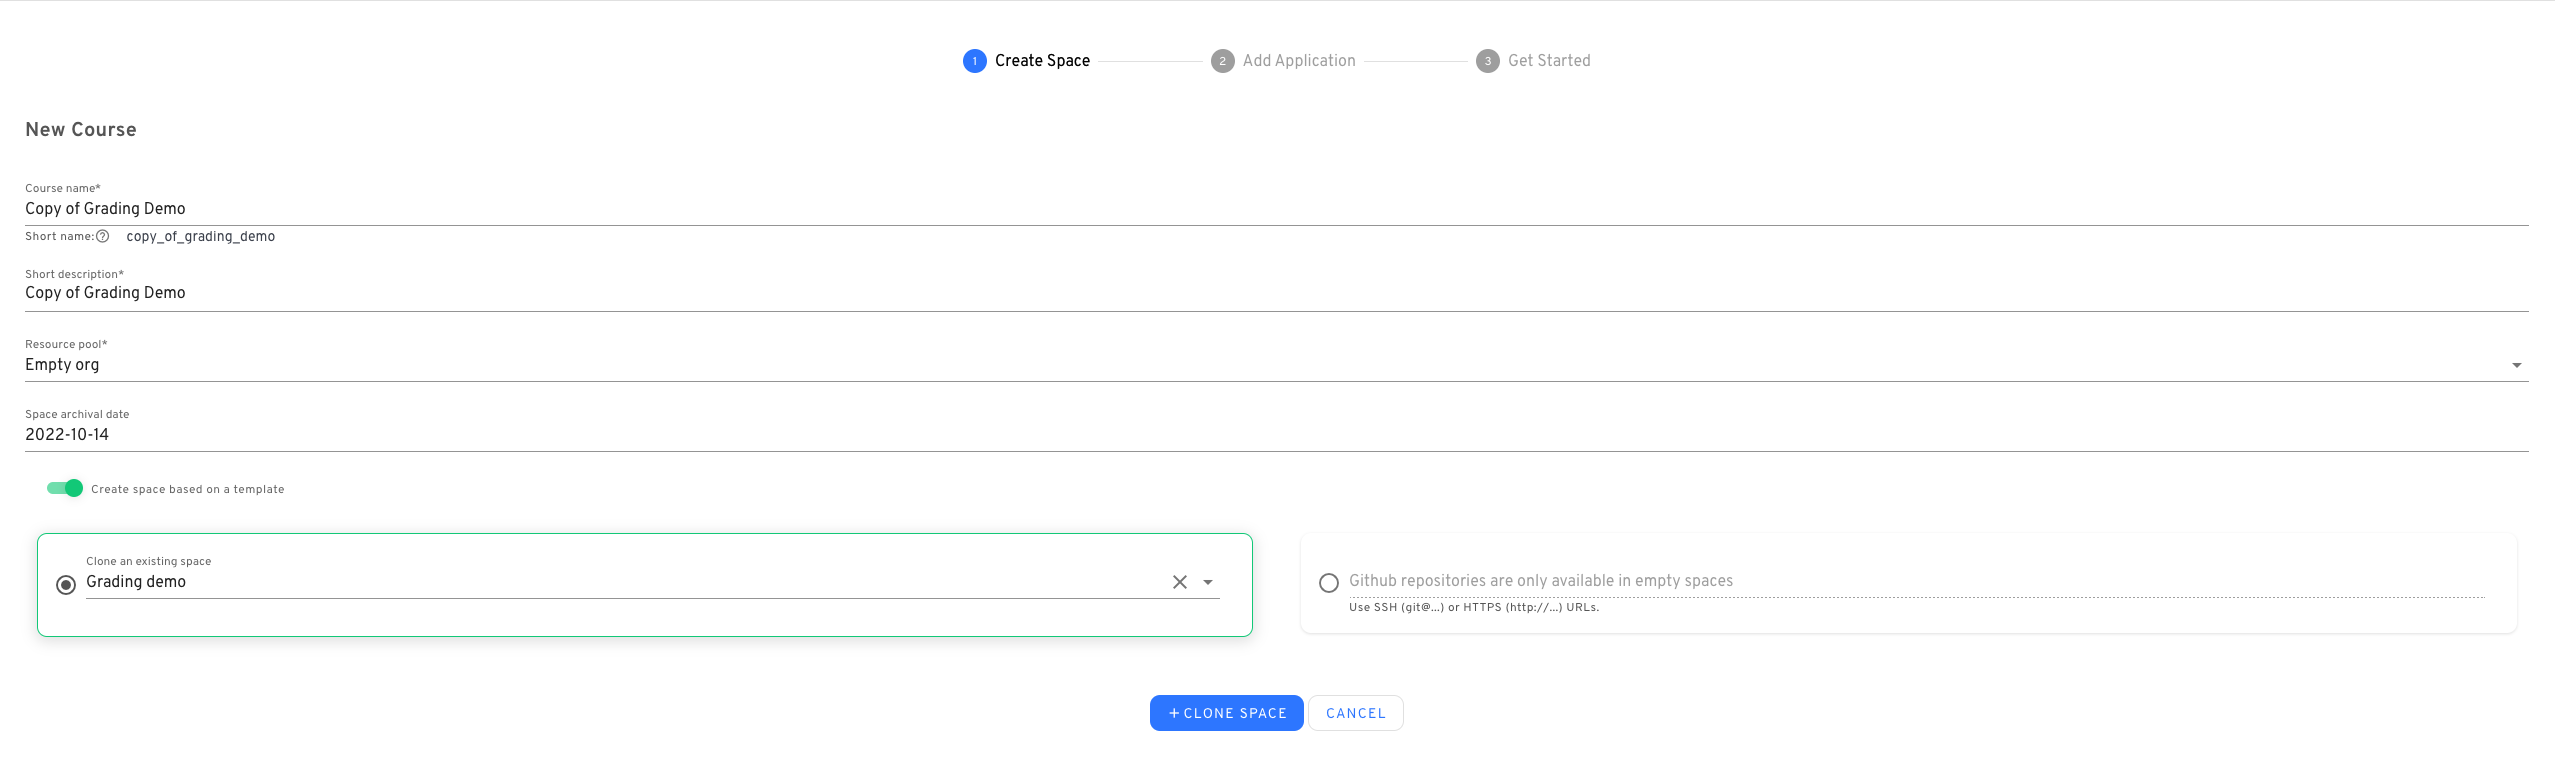 1 Create Space 2 Add Application 3 Get Started
New Course
Course name*
Copy of Grading Demo
Short name: copy_of_grading_demo
Short description*
Copy of Grading Demo
Resource pool*
Empty org
Space archival date
2022-10-14
Create space based on a template
Clone an existing space
Grading demo
Github repositories are only available in empty spaces
Use SSH (git@...) or HTTPS (http://...) URLs.
+ CLONE SPACE CANCEL